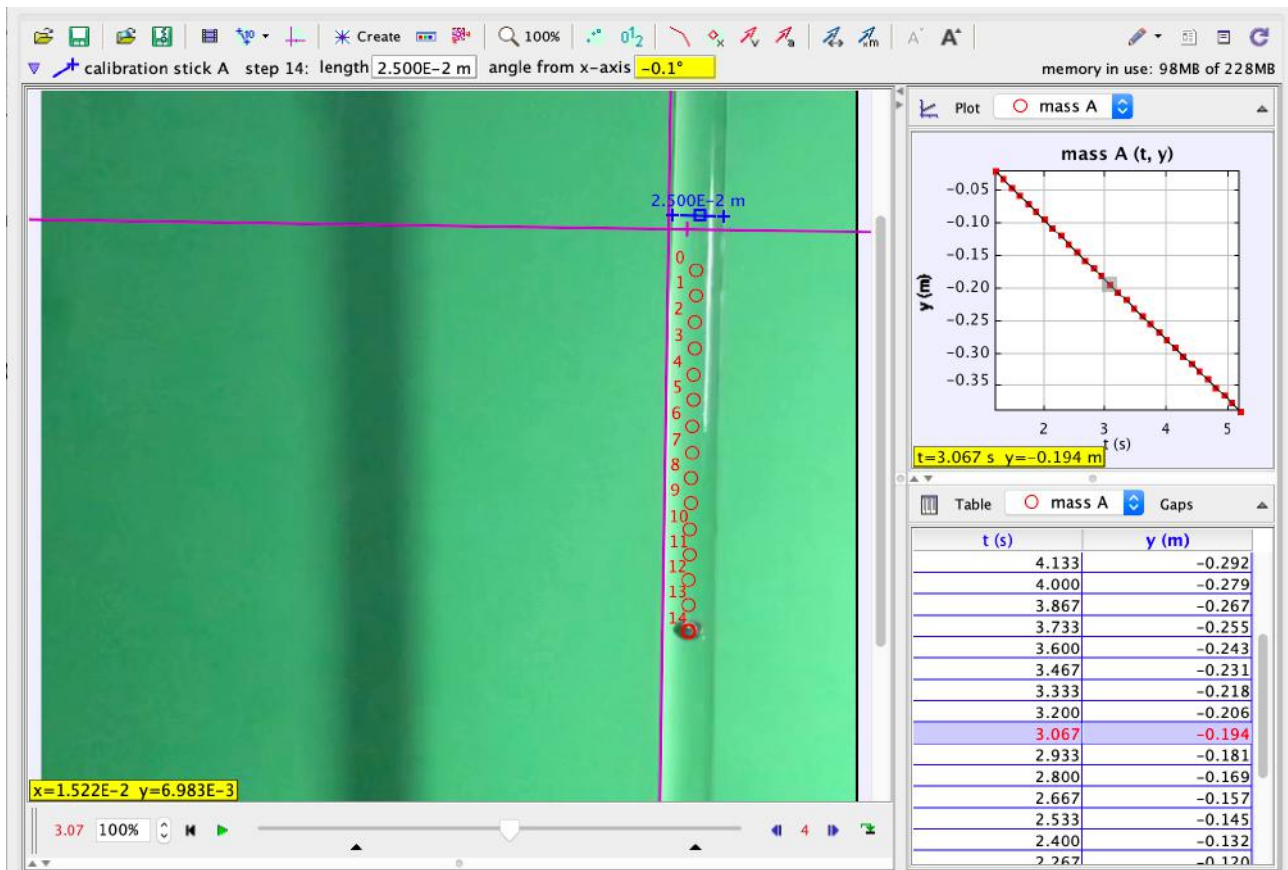 Create 100% 012 v a xm A A
calibration stick A step 14: length 2.500E-2 m angle from x-axis -0.1° memory in use: 98MB of 228MB
2.500E-2 m
0
1
2
3
4
5
6
7
8
9
10
11
12
13
14
x=1.522E-2 y=6.983E-3
3.07 100% 4
Plot mass A
mass A (t, y)
y (m)
-0.05
-0.10
-0.15
-0.20
-0.25
-0.30
-0.35
2 3 4 5
t (s)
t=3.067 s y=-0.194 m
Table mass A Gaps
t (s) y (m)
4.133 -0.292
4.000 -0.279
3.867 -0.267
3.733 -0.255
3.600 -0.243
3.467 -0.231
3.333 -0.218
3.200 -0.206
3.067 -0.194
2.933 -0.181
2.800 -0.169
2.667 -0.157
2.533 -0.145
2.400 -0.132
2.267 -0.120